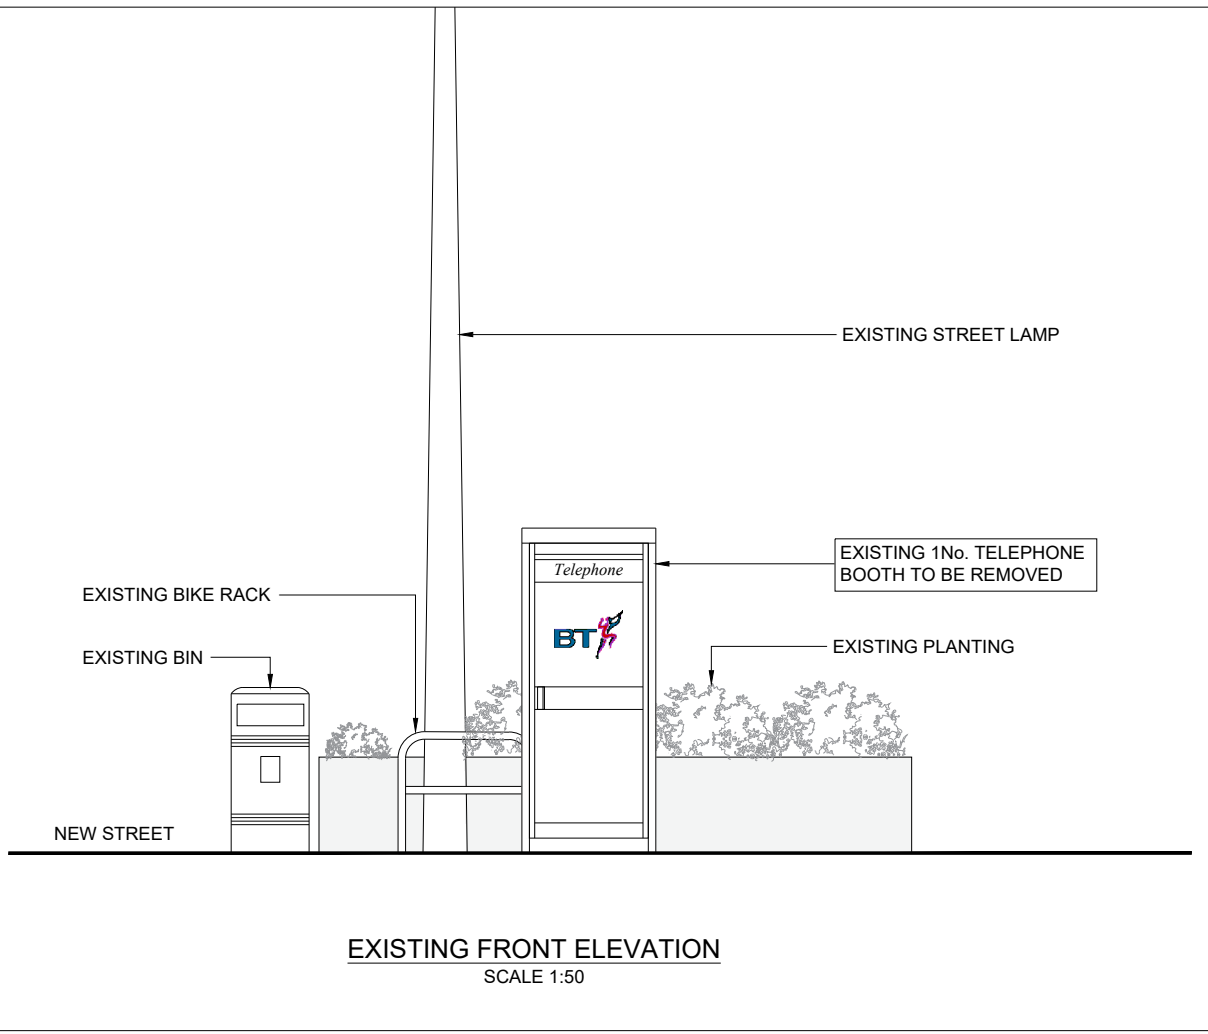 EXISTING STREET LAMP
EXISTING 1No. TELEPHONE
BOOTH TO BE REMOVED
Telephone
EXISTING BIKE RACK
BT
EXISTING PLANTING
EXISTING BIN
NEW STREET
EXISTING FRONT ELEVATION
SCALE 1:50